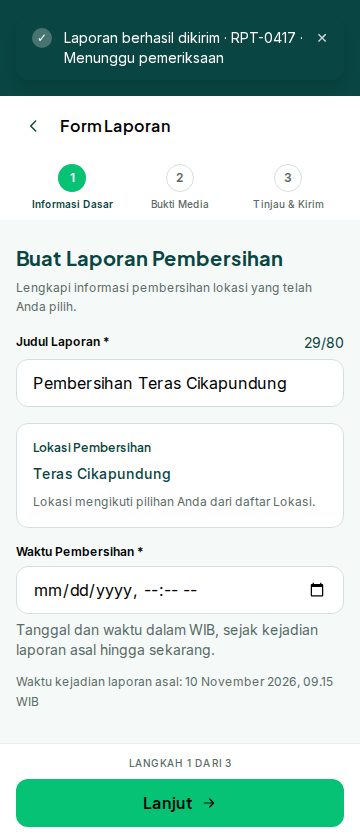 Laporan berhasil dikirim · RPT-0417 ·
Menunggu pemeriksaan
Form Laporan
1
2
3
Informasi Dasar
Bukti Media
Tinjau & Kirim
Buat Laporan Pembersihan
Lengkapi informasi pembersihan lokasi yang telah
Anda pilih.
Judul Laporan *
29/80
Pembersihan Teras Cikapundung
Lokasi Pembersihan
Teras Cikapundung
Lokasi mengikuti pilihan Anda dari daftar Lokasi.
Waktu Pembersihan *
mm/dd/yyyy, --:-- --
Tanggal dan waktu dalam WIB, sejak kejadian
laporan asal hingga sekarang.
Waktu kejadian laporan asal: 10 November 2026, 09.15
WIB
LANGKAH 1 DARI 3
Lanjut →